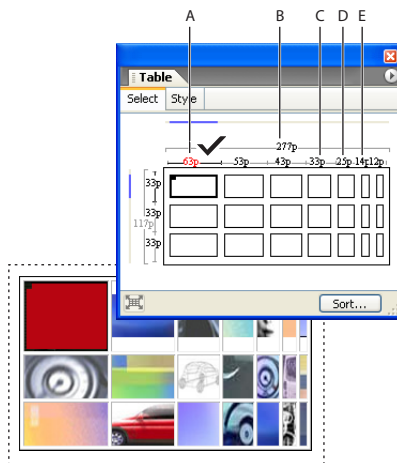 A B C D E
Table
Select Style
277p
63p 53p 43p 33p 25p 14p 12p
33p
33p
117p
33p
Sort...